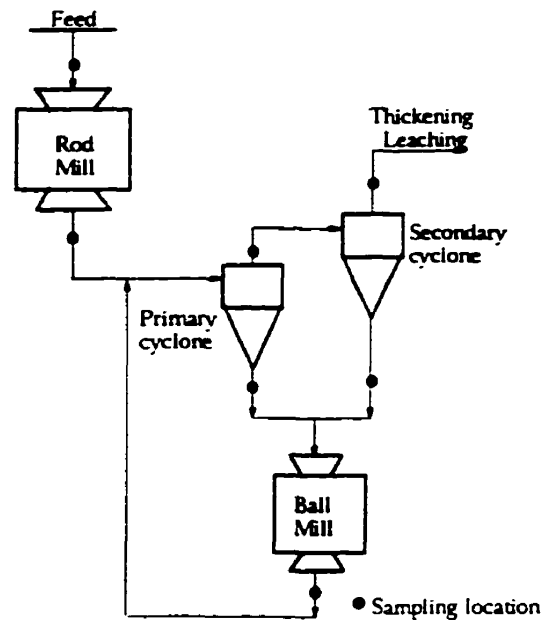 Feed
Rod
Mill
Thickening
Leaching
Secondary
cyclone
Primary
cyclone
Ball
Mill
Sampling location